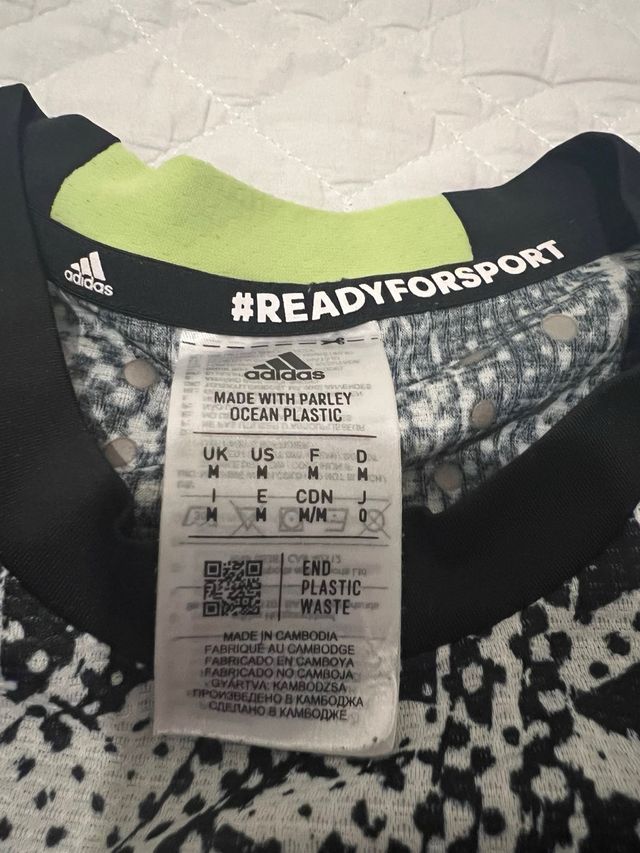 adidas
#READYFORSPORT
adidas
MADE WITH PARLEY
OCEAN PLASTIC
UK US F D
M M M M
I E CDN J
M M M/M O
END
PLASTIC
WASTE
MADE IN CAMBODIA
FABRIQUÉ AU CAMBODGE
FABRICADO EN CAMBOYA
FABRICADO NO CAMBOJA
GYÁRTVA: KAMBODZSA
ПРОИЗВЕДЕНО В КАМБОДЖА
СДЕЛАНО В КАМБОДЖЕ